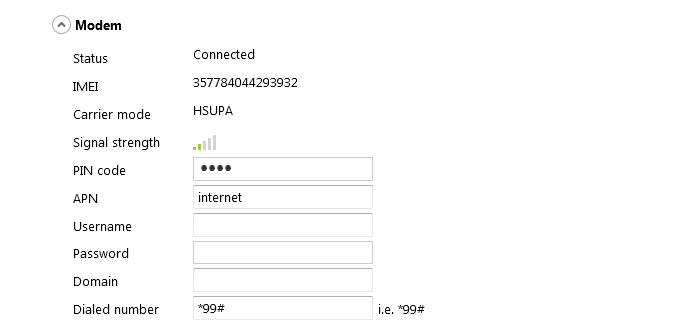 Modem
Status Connected
IMEI 357784044293932
Carrier mode HSUPA
Signal strength
PIN code ••••
APN internet
Username
Password
Domain
Dialed number *99# i.e. *99#